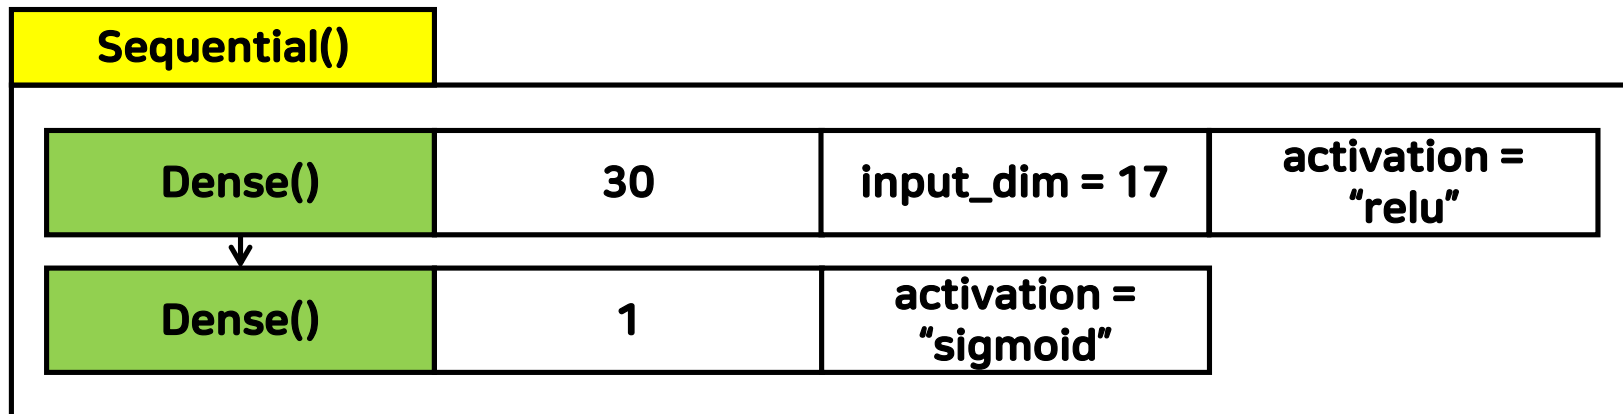 Sequential()
Dense()
30
input_dim = 17
activation =
“relu”
Dense()
1
activation =
“sigmoid”